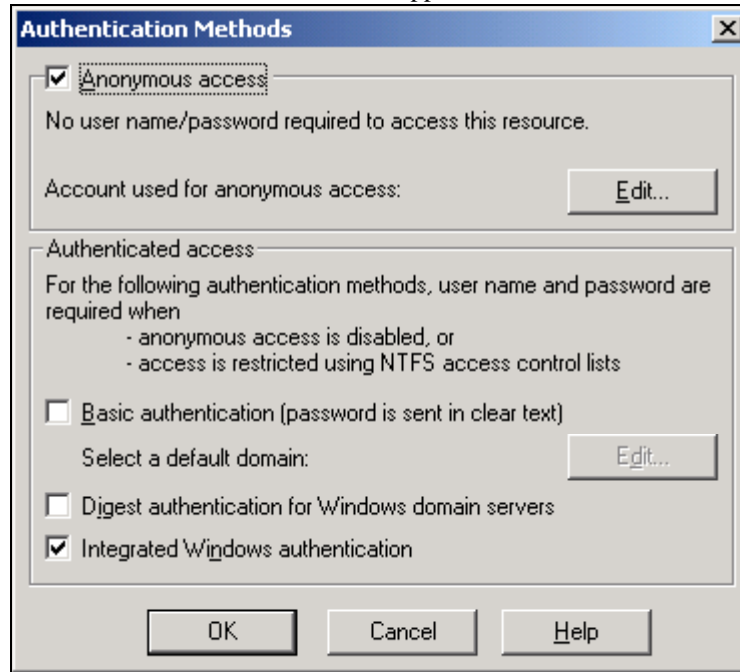 Authentication Methods
Anonymous access
No user name/password required to access this resource.
Account used for anonymous access:
Edit...
Authenticated access
For the following authentication methods, user name and password are
required when
- anonymous access is disabled, or
- access is restricted using NTFS access control lists
Basic authentication (password is sent in clear text)
Select a default domain:
Edit...
Digest authentication for Windows domain servers
Integrated Windows authentication
OK
Cancel
Help